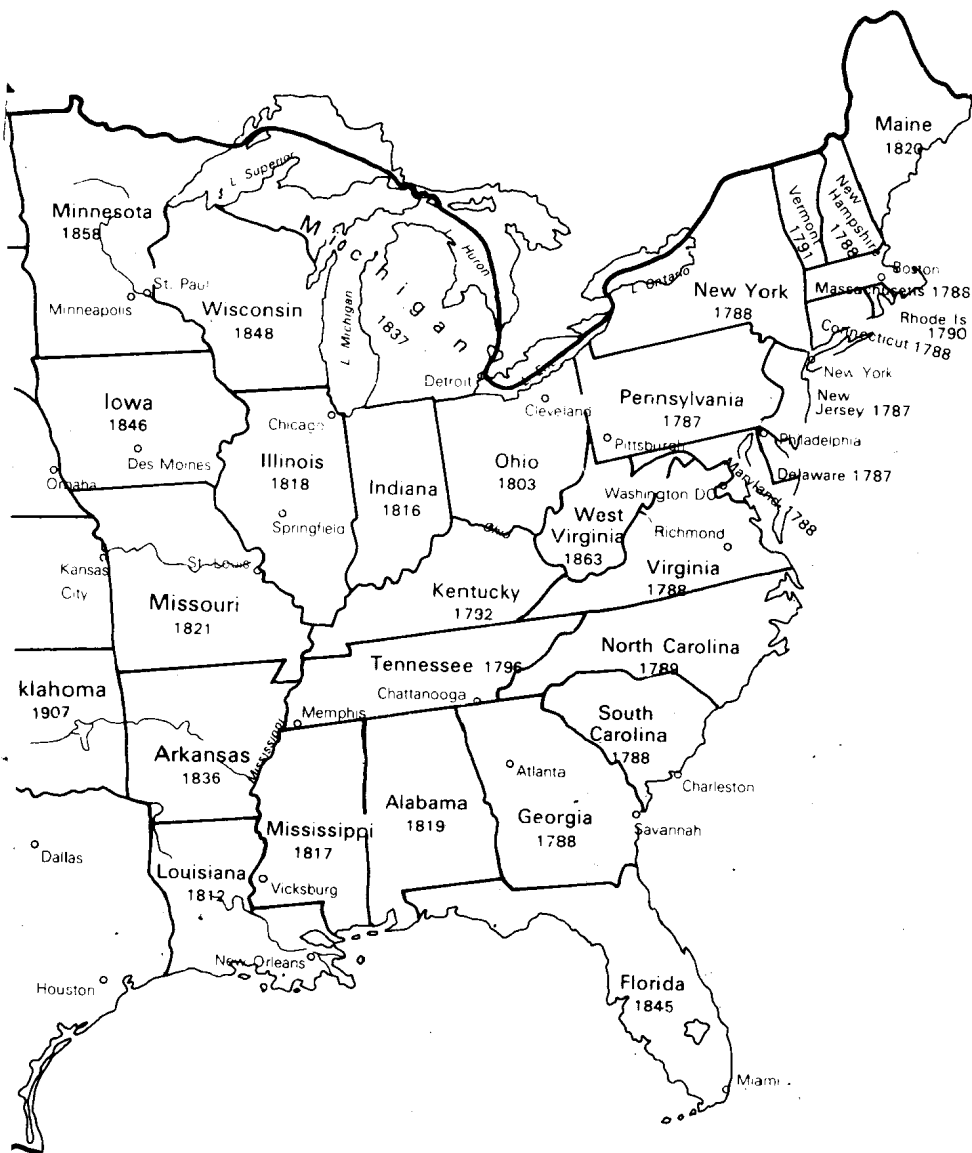 Maine
1820
L Superior
Minnesota
1858
Michigan
1837
Vermont
1791
New
Hampshire
1788
L
Huron
L Ontario
Boston
Massachusetts 1788
St. Paul
Minneapolis
Wisconsin
1848
L Michigan
New York
1788
Rhode Is
1790
Connecticut 1788
New York
Detroit
Iowa
1846
Des Moines
Omaha
Chicago
Illinois
1818
Springfield
Indiana
1816
Cleveland
Ohio
1803
Pennsylvania
1787
Pittsburgh
New
Jersey 1787
Philadelphia
Delaware 1787
Maryland 1788
Washington DC
West
Virginia
1863
Richmond
Virginia
1788
Ohio
Kansas
City
St. Louis
Missouri
1821
Kentucky
1792
Tennessee 1796
Chattanooga
North Carolina
1789
klahoma
1907
Memphis
Mississippi
Arkansas
1836
South
Carolina
1788
Charleston
Atlanta
Georgia
1788
Savannah
Alabama
1819
Mississippi
1817
Vicksburg
Dallas
Louisiana
1812
New Orleans
Houston
Florida
1845
Miami